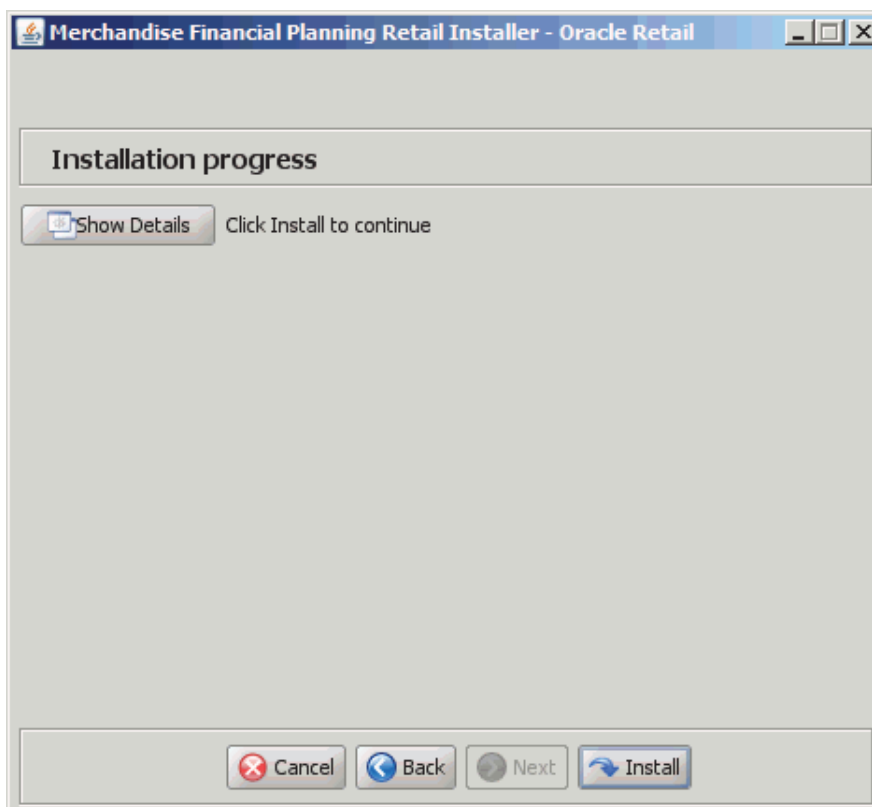 Merchandise Financial Planning Retail Installer - Oracle Retail
Installation progress
Show Details Click Install to continue
Cancel Back Next Install